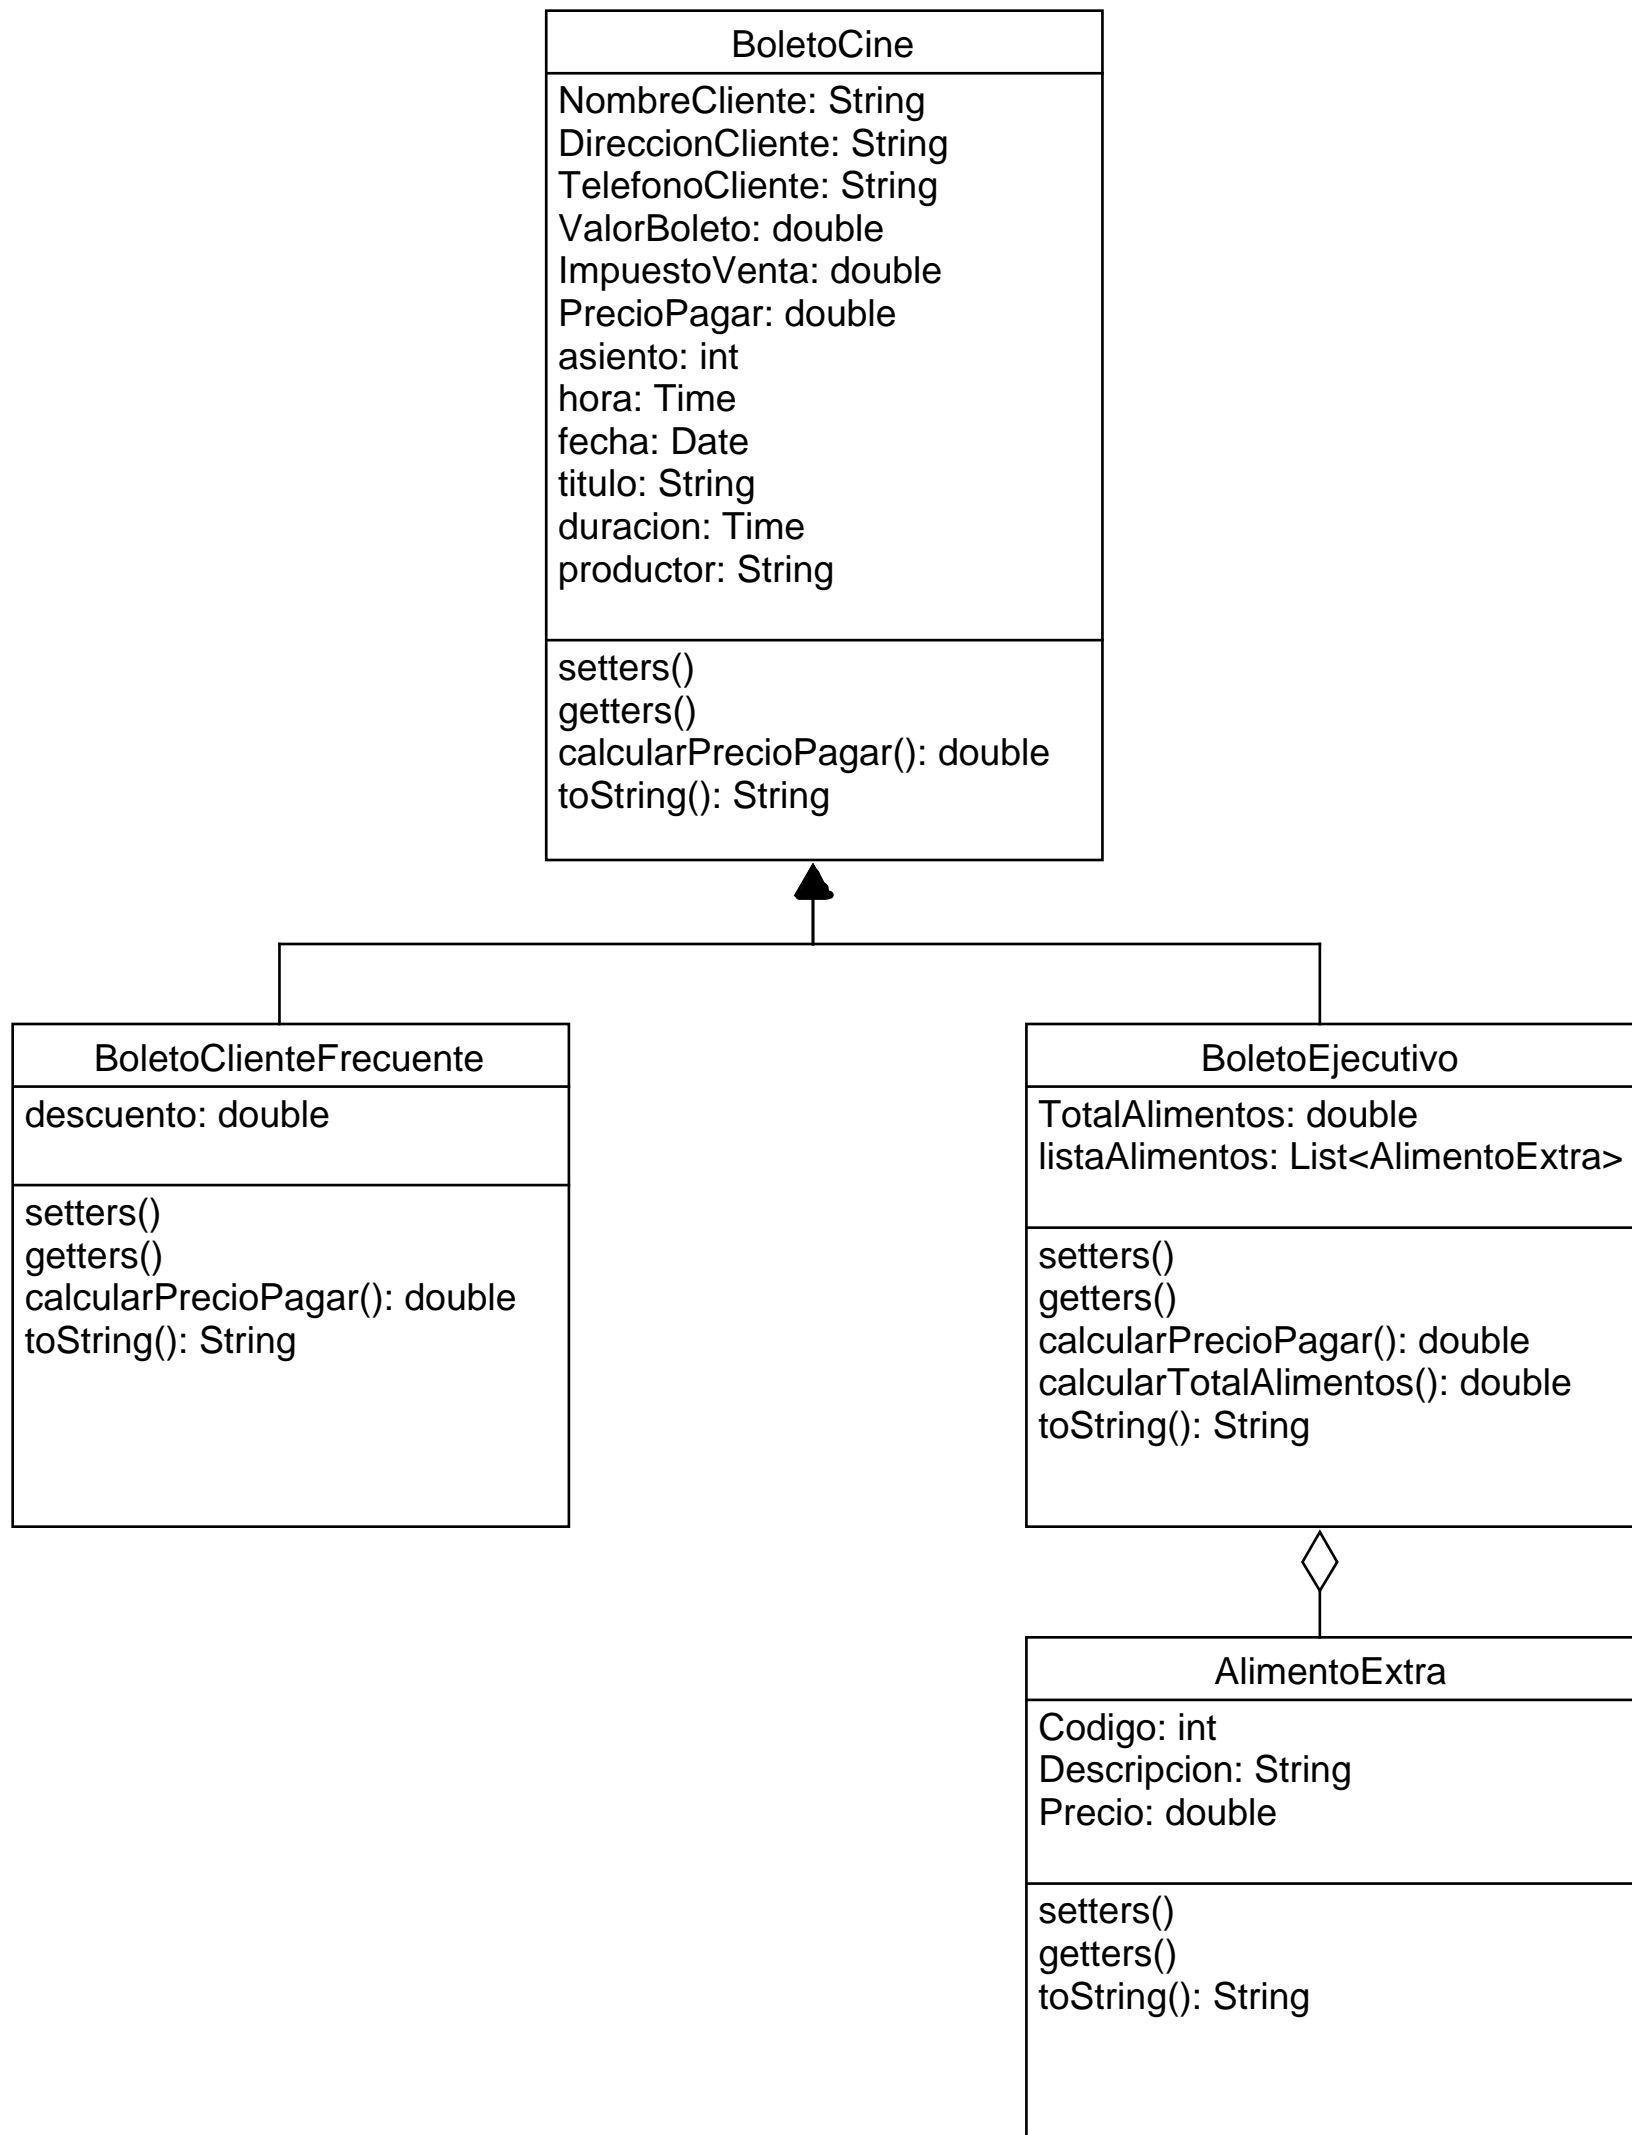 BoletoCine
NombreCliente: String
DireccionCliente: String
TelefonoCliente: String
ValorBoleto: double
ImpuestoVenta: double
PrecioPagar: double
asiento: int
hora: Time
fecha: Date
titulo: String
duracion: Time
productor: String
setters()
getters()
calcularPrecioPagar(): double
toString(): String
BoletoClienteFrecuente
descuento: double
setters()
getters()
calcularPrecioPagar(): double
toString(): String
BoletoEjecutivo
TotalAlimentos: double
listaAlimentos: List<AlimentoExtra>
setters()
getters()
calcularPrecioPagar(): double
calcularTotalAlimentos(): double
toString(): String
AlimentoExtra
Codigo: int
Descripcion: String
Precio: double
setters()
getters()
toString(): String